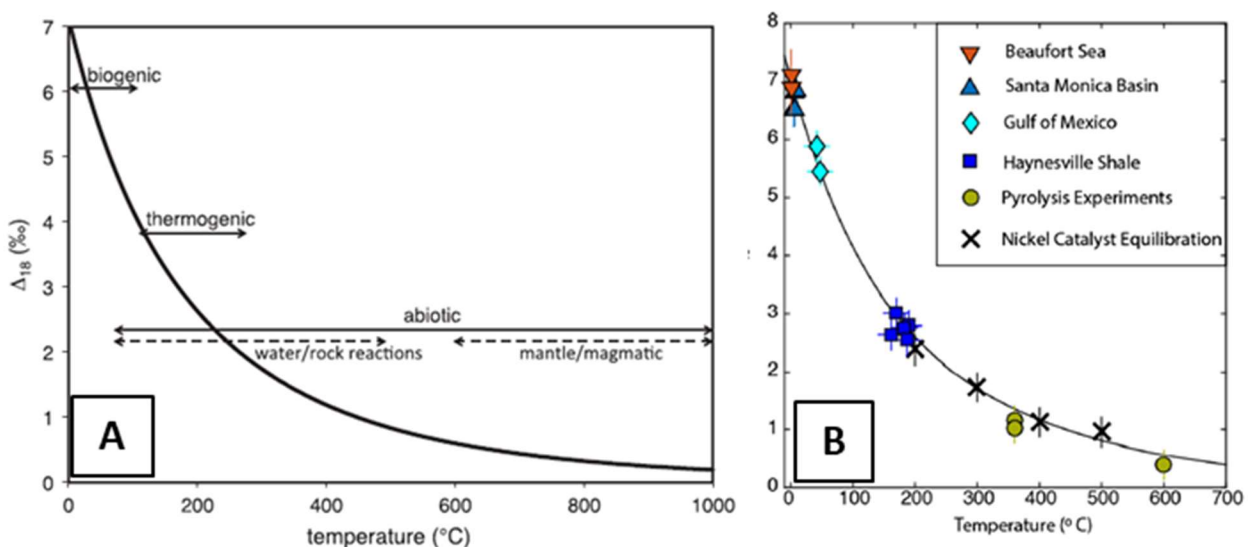 7
6
5
4
3
2
1
0
Δ18 (‰)
biogenic
thermogenic
abiotic
water/rock reactions
mantle/magmatic
A
0 200 400 600 800 1000
temperature (°C)
8
7
6
5
4
3
2
1
0
Beaufort Sea
Santa Monica Basin
Gulf of Mexico
Haynesville Shale
Pyrolysis Experiments
Nickel Catalyst Equilibration
B
0 100 200 300 400 500 600 700
Temperature (° C)